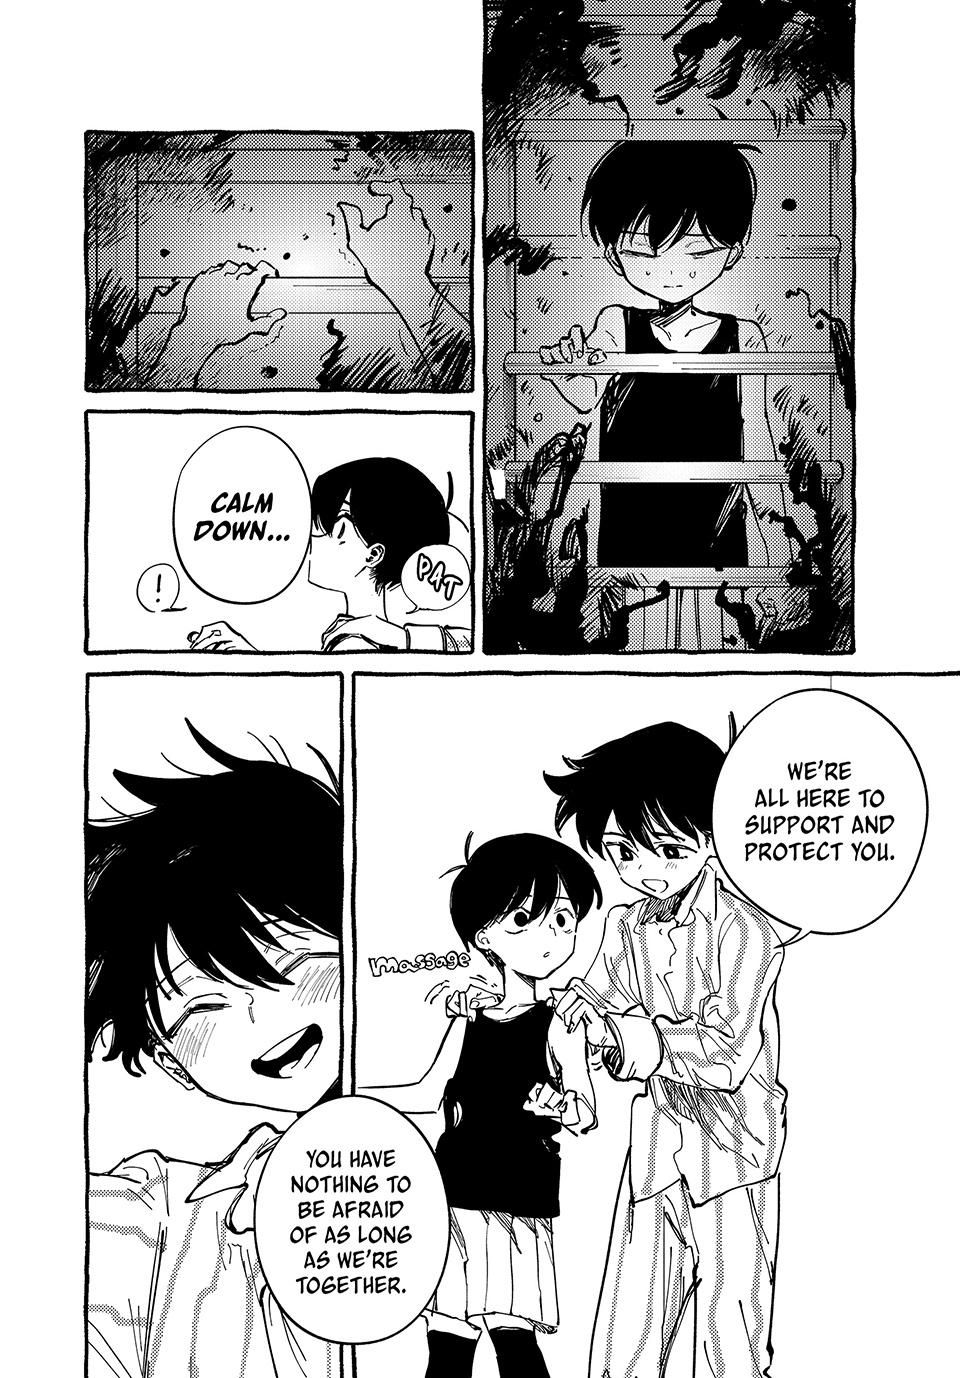 CALM
DOWN...
!
PAT
WE'RE
ALL HERE TO
SUPPORT AND
PROTECT YOU.
massage
YOU HAVE
NOTHING TO
BE AFRAID
OF AS LONG
AS WE'RE
TOGETHER.